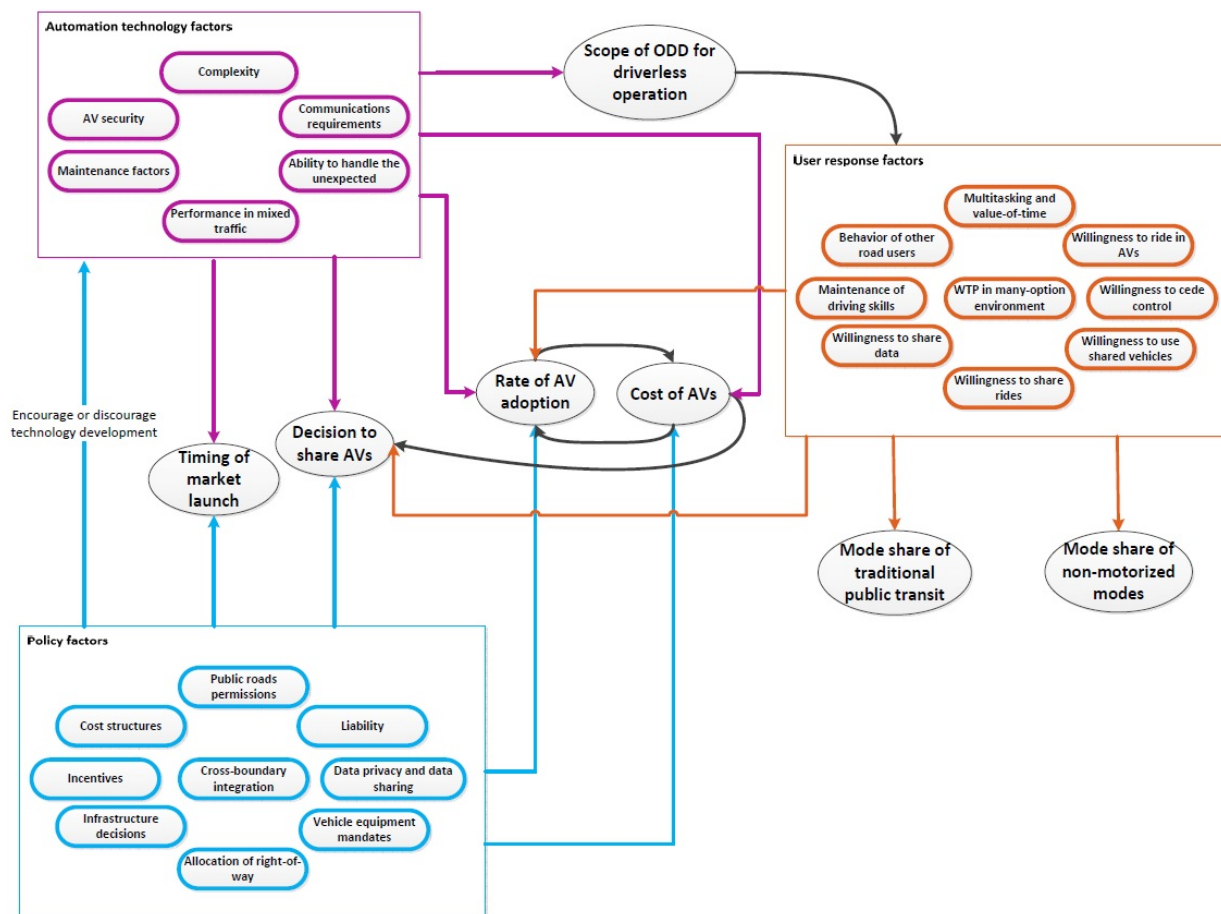 Automation technology factors
Complexity
AV security
Communications
requirements
Maintenance factors
Ability to handle the
unexpected
Performance in mixed
traffic
Scope of ODD for
driverless
operation
User response factors
Multitasking and
value-of-time
Behavior of other
road users
Willingness to ride in
AVs
Maintenance of
driving skills
WTP in many-option
environment
Willingness to cede
control
Willingness to share
data
Willingness to use
shared vehicles
Willingness to share
rides
Rate of AV
adoption
Cost of AVs
Encourage or discourage
technology development
Timing of
market
launch
Decision to
share AVs
Mode share of
traditional
public transit
Mode share of
non-motorized
modes
Policy factors
Public roads
permissions
Cost structures
Liability
Incentives
Cross-boundary
integration
Data privacy and data
sharing
Infrastructure
decisions
Vehicle equipment
mandates
Allocation of right-of-
way